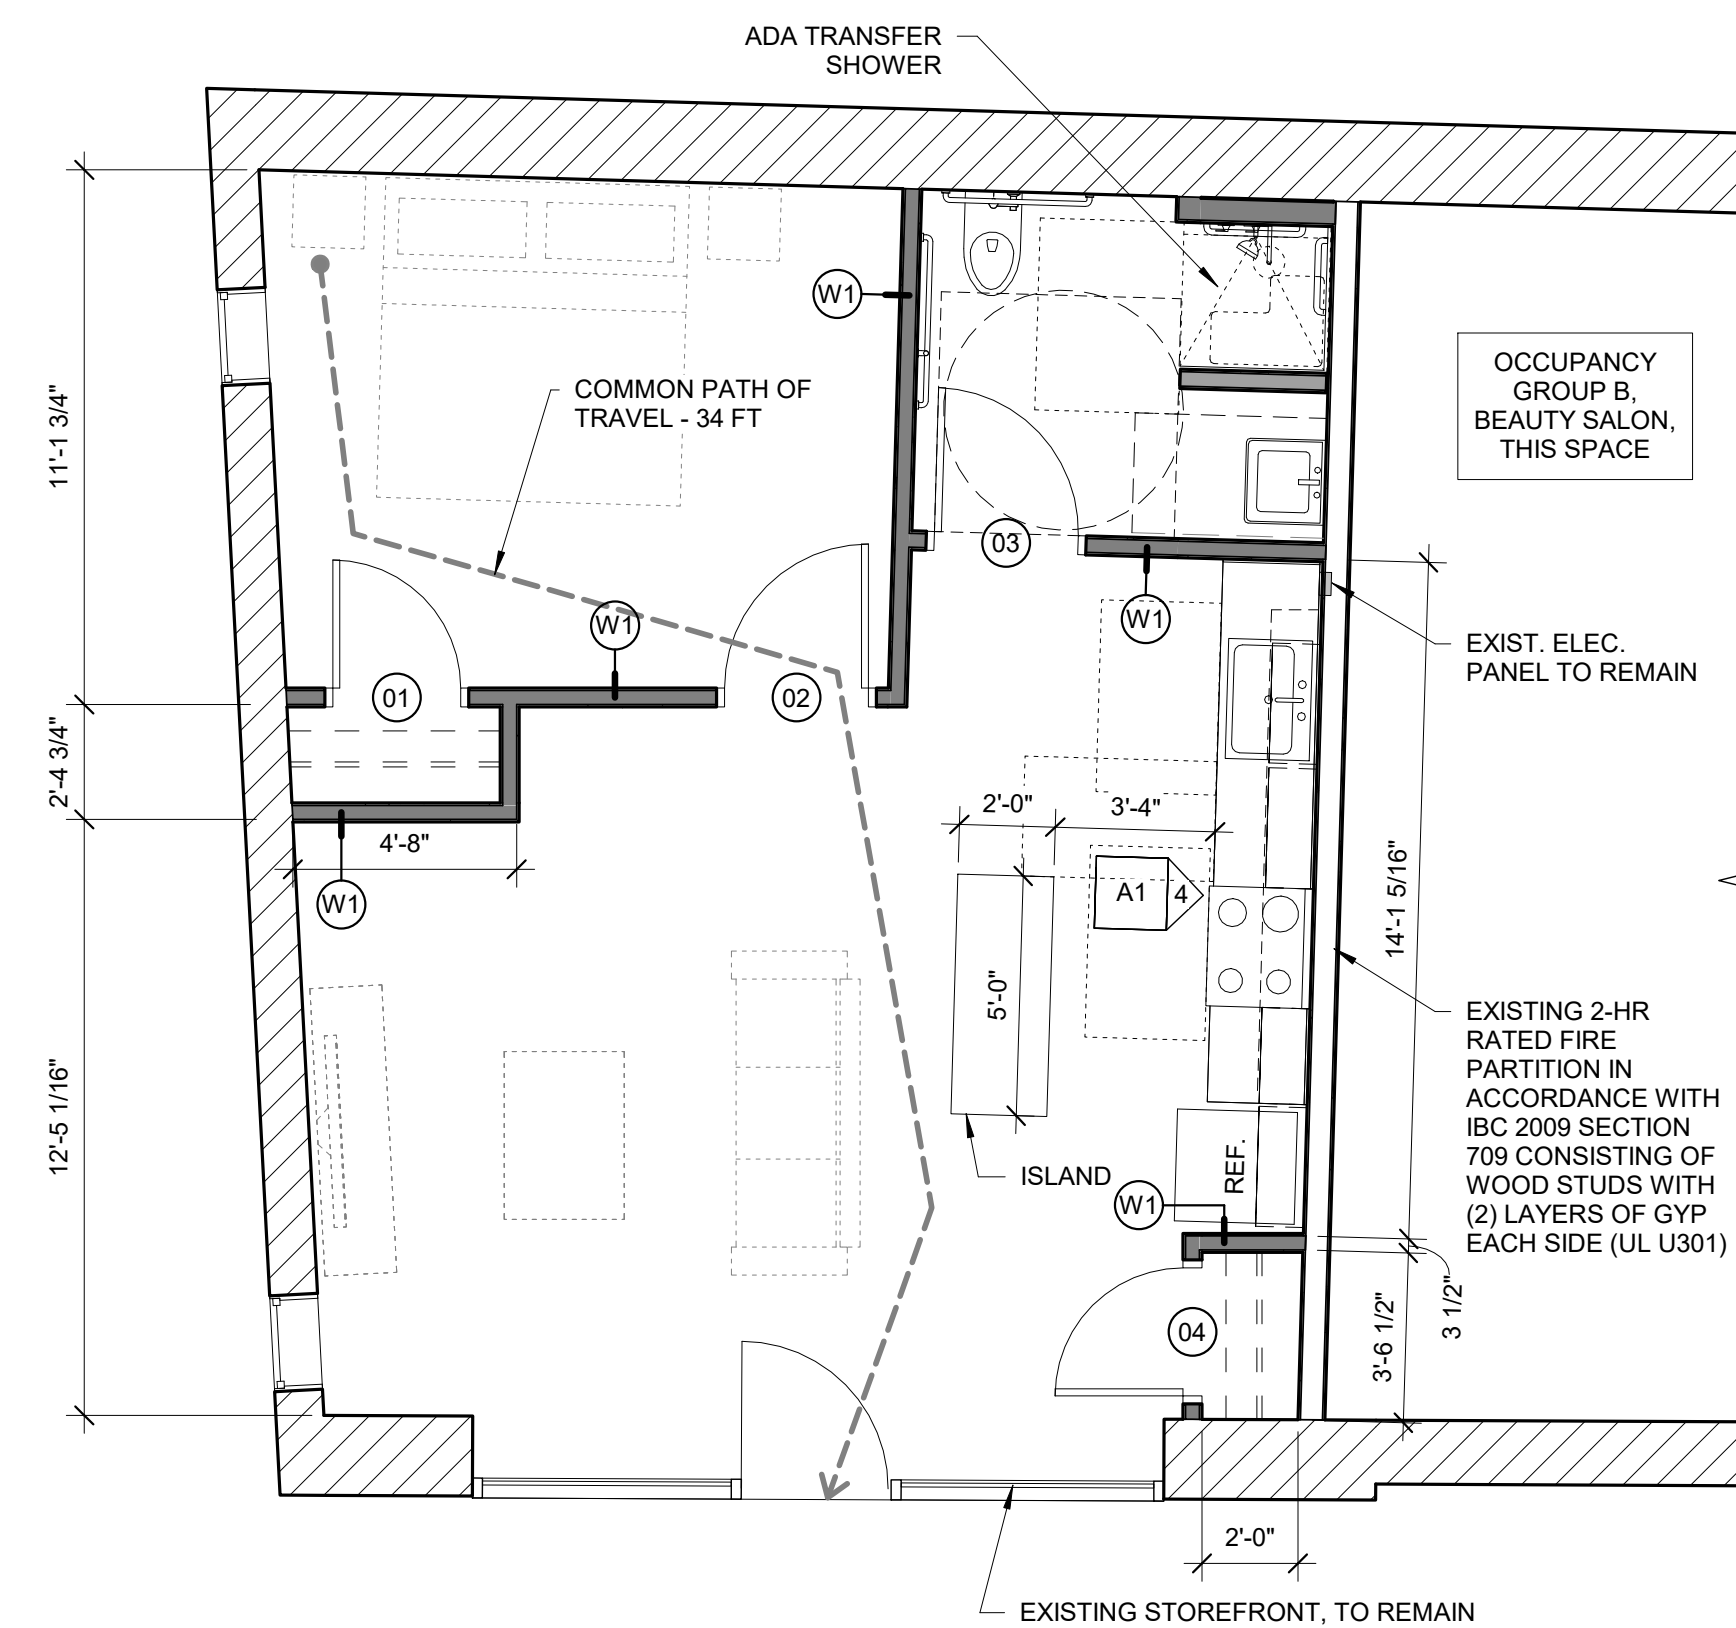 ADA TRANSFER
SHOWER
W1
COMMON PATH OF
TRAVEL - 34 FT
OCCUPANCY
GROUP B,
BEAUTY SALON,
THIS SPACE
11'-1 3/4"
03
W1
W1
EXIST. ELEC.
PANEL TO REMAIN
01
02
2'-4 3/4"
2'-0"
3'-4"
4'-8"
W1
A1
4
14'-1 5/16"
5'-0"
EXISTING 2-HR
RATED FIRE
PARTITION IN
ACCORDANCE WITH
IBC 2009 SECTION
709 CONSISTING OF
WOOD STUDS WITH
(2) LAYERS OF GYP
EACH SIDE (UL U301)
12'-5 1/16"
ISLAND
REF.
W1
3 1/2"
04
3'-6 1/2"
2'-0"
EXISTING STOREFRONT, TO REMAIN